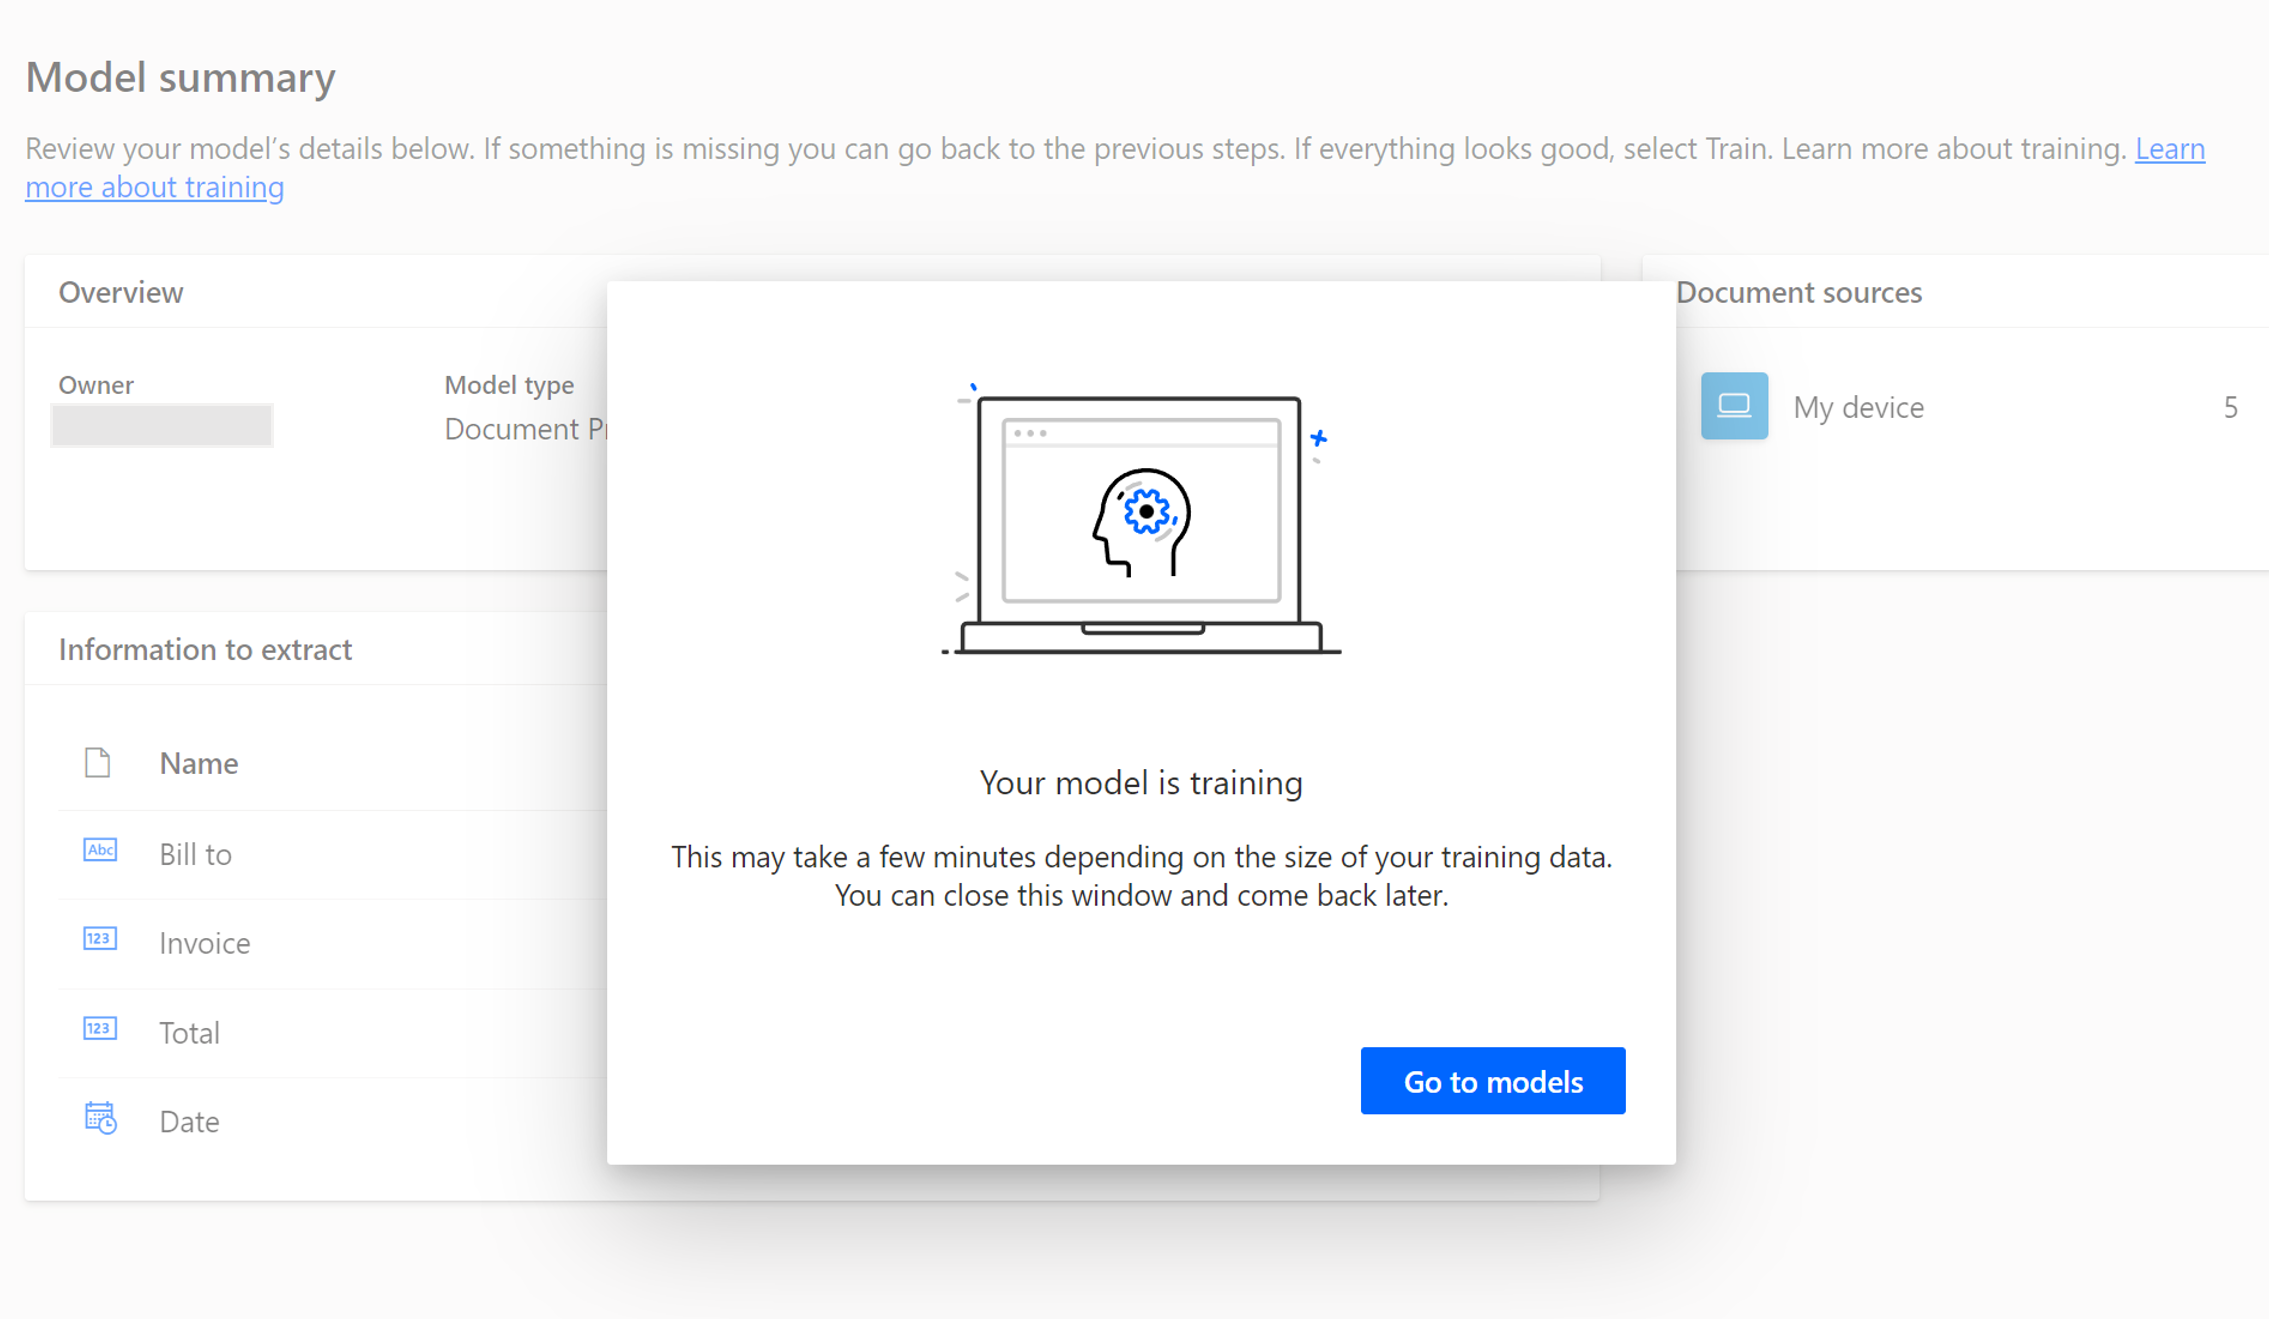 Model summary
Review your model’s details below. If something is missing you can go back to the previous steps. If everything looks good, select Train. Learn more about training. Learn
more about training
Overview
Document sources
Owner
Model type
Document Pr
My device
5
Information to extract
Name
Abc
Bill to
123
Invoice
123
Total
Date
Your model is training
This may take a few minutes depending on the size of your training data.
You can close this window and come back later.
Go to models